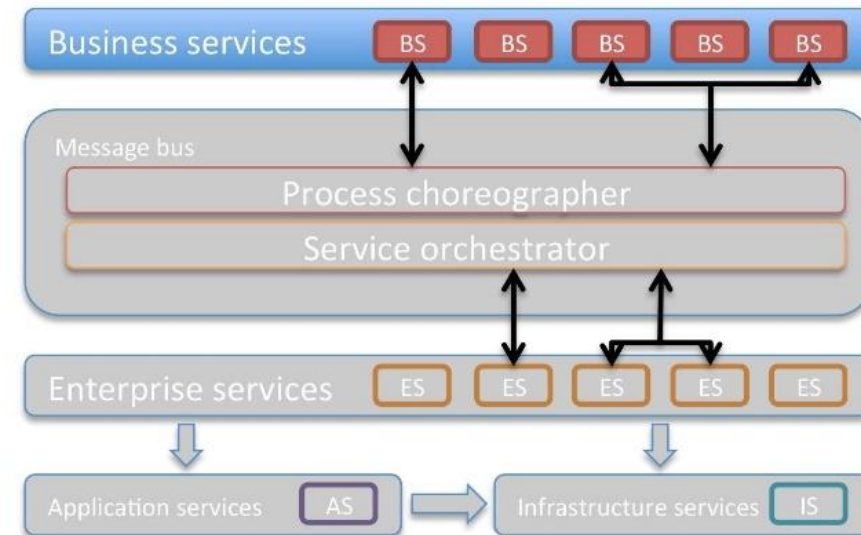 Business services BS BS BS BS BS
Message bus
Process choreographer
Service orchestrator
Enterprise services ES ES ES ES ES
Application services AS Infrastructure services IS